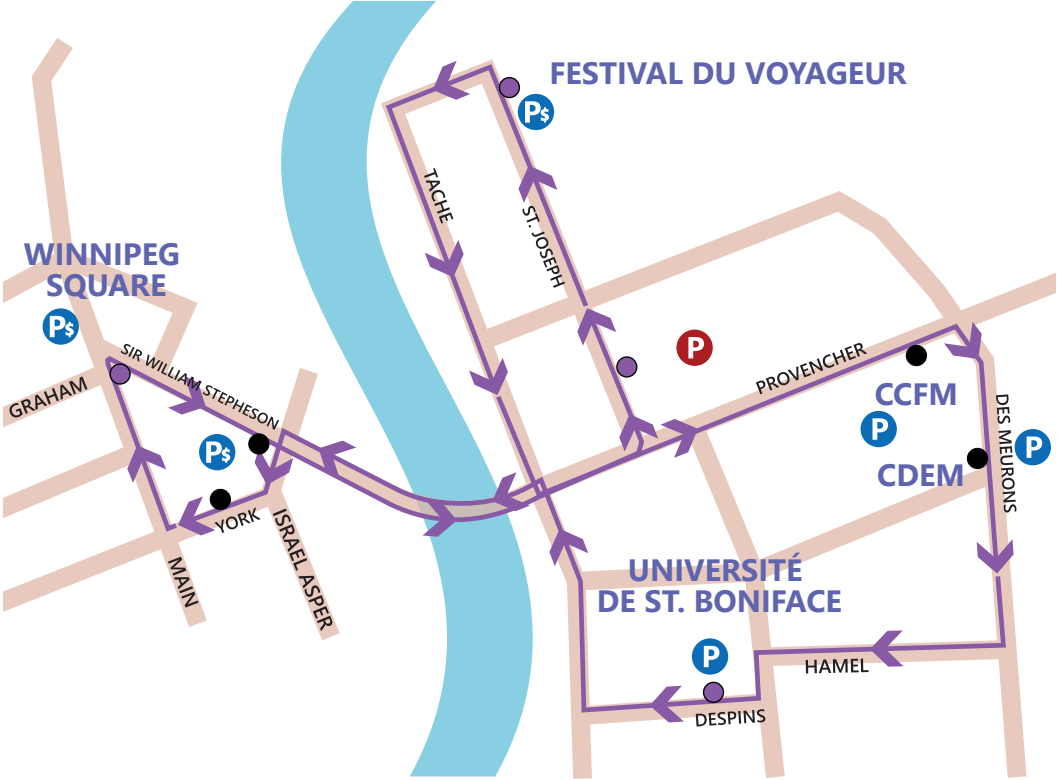 FESTIVAL DU VOYAGEUR
P$
TACHE
ST. JOSEPH
WINNIPEG
SQUARE
P$
SIR WILLIAM STEPHESON
GRAHAM
P
PROVENCHER
CCFM
P
P$
P
CDEM
DES MEURONS
YORK
ISRAEL ASPER
MAIN
UNIVERSITÉ
DE ST. BONIFACE
P
HAMEL
DESPINS